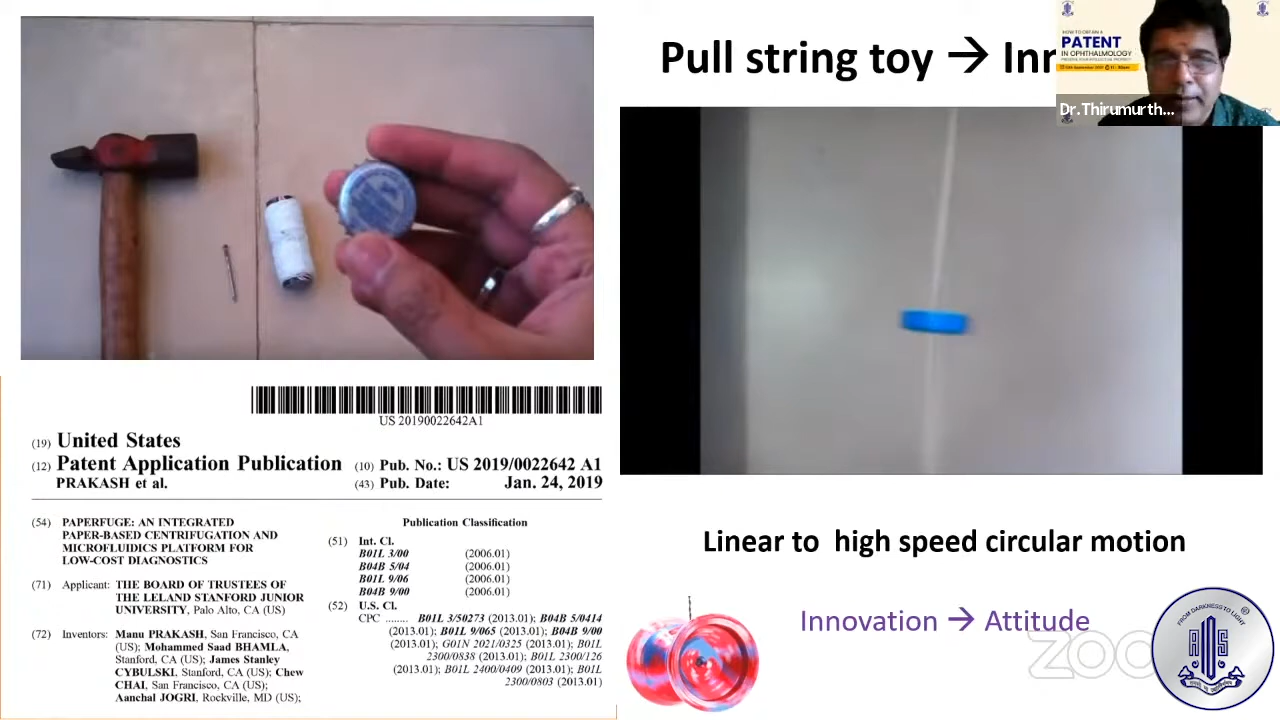 Pull string toy → Inn
HOW TO OBTAIN A
PATENT
IN OPHTHALMOLOGY
Dr.Thirumurth...
US 20190022642A1
(19) United States
(12) Patent Application Publication
PRAKASH et al.
(10) Pub. No.: US 2019/0022642 A1
(43) Pub. Date: Jan. 24, 2019
(54) PAPERFUGE: AN INTEGRATED
PAPER-BASED CENTRIFUGATION AND
MICROFLUIDICS PLATFORM FOR
LOW-COST DIAGNOSTICS
(71) Applicant: THE BOARD OF TRUSTEES OF
THE LELAND STANFORD JUNIOR
UNIVERSITY, Palo Alto, CA (US)
(72) Inventors: Manu PRAKASH, San Francisco, CA
(US); Mohammed Saad BHAMLA,
Stanford, CA (US); James Stanley
CYBULSKI, Stanford, CA (US); Chew
CHAI, San Francisco, CA (US);
Aanchal JOGRI, Rockville, MD (US);
Publication Classification
(51) Int. Cl.
B01L 3/00 (2006.01)
B04B 5/04 (2006.01)
B01L 9/06 (2006.01)
B04B 9/00 (2006.01)
(52) U.S. Cl.
CPC ........ B01L 3/50273 (2013.01); B04B 5/0414
(2013.01); B01L 9/065 (2013.01); B04B 9/00
(2013.01); G01N 2021/0325 (2013.01); B01L
2300/0838 (2013.01); B01L 2300/126
(2013.01); B01L 2400/0409 (2013.01); B01L
2300/0803 (2013.01)
Linear to high speed circular motion
Innovation → Attitude
zoo
FROM DARKNESS TO LIGHT